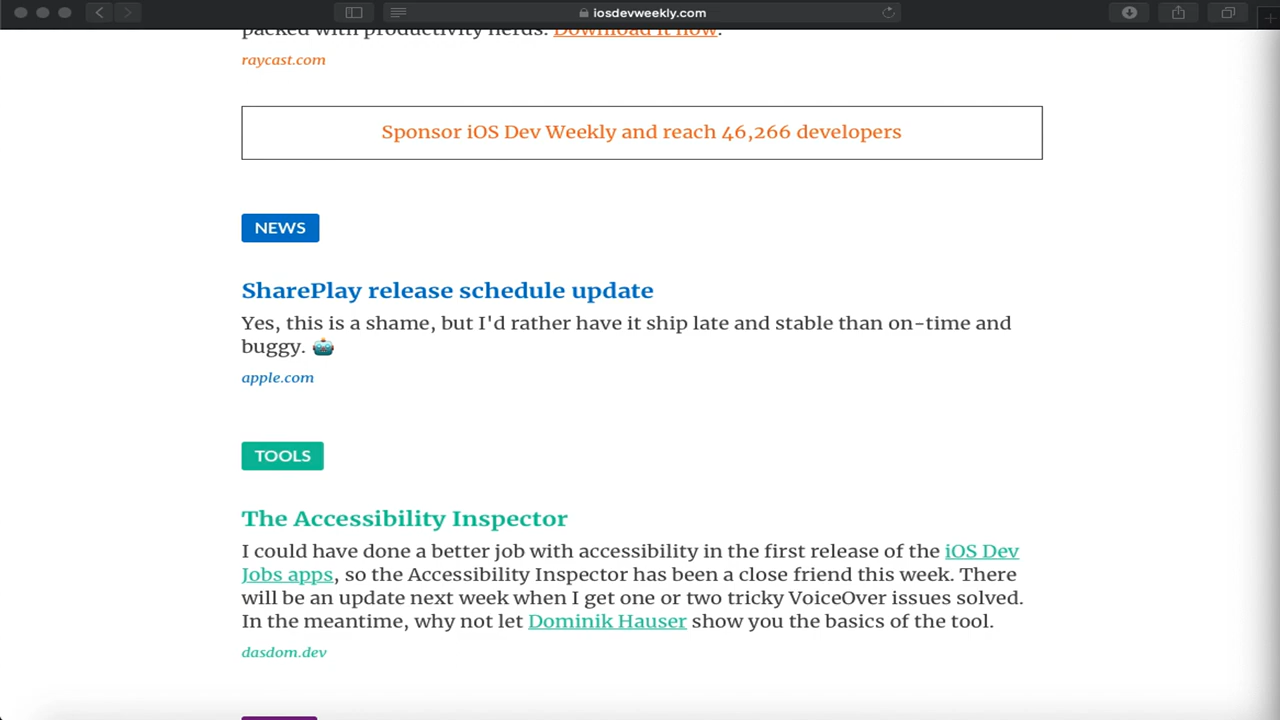 iosdevweekly.com
packed with productivity nerds. Download it now.
raycast.com
Sponsor iOS Dev Weekly and reach 46,266 developers
NEWS
SharePlay release schedule update
Yes, this is a shame, but I'd rather have it ship late and stable than on-time and
buggy. 🤖
apple.com
TOOLS
The Accessibility Inspector
I could have done a better job with accessibility in the first release of the iOS Dev
Jobs apps, so the Accessibility Inspector has been a close friend this week. There
will be an update next week when I get one or two tricky VoiceOver issues solved.
In the meantime, why not let Dominik Hauser show you the basics of the tool.
dasdom.dev